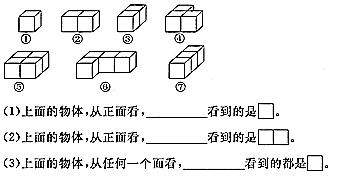 ① ② ③ ④
⑤ ⑥ ⑦
(1)上面的物体,从正面看,________看到的是□。
(2)上面的物体,从正面看,________看到的是□□。
(3)上面的物体,从任何一个面看,________看到的都是□。